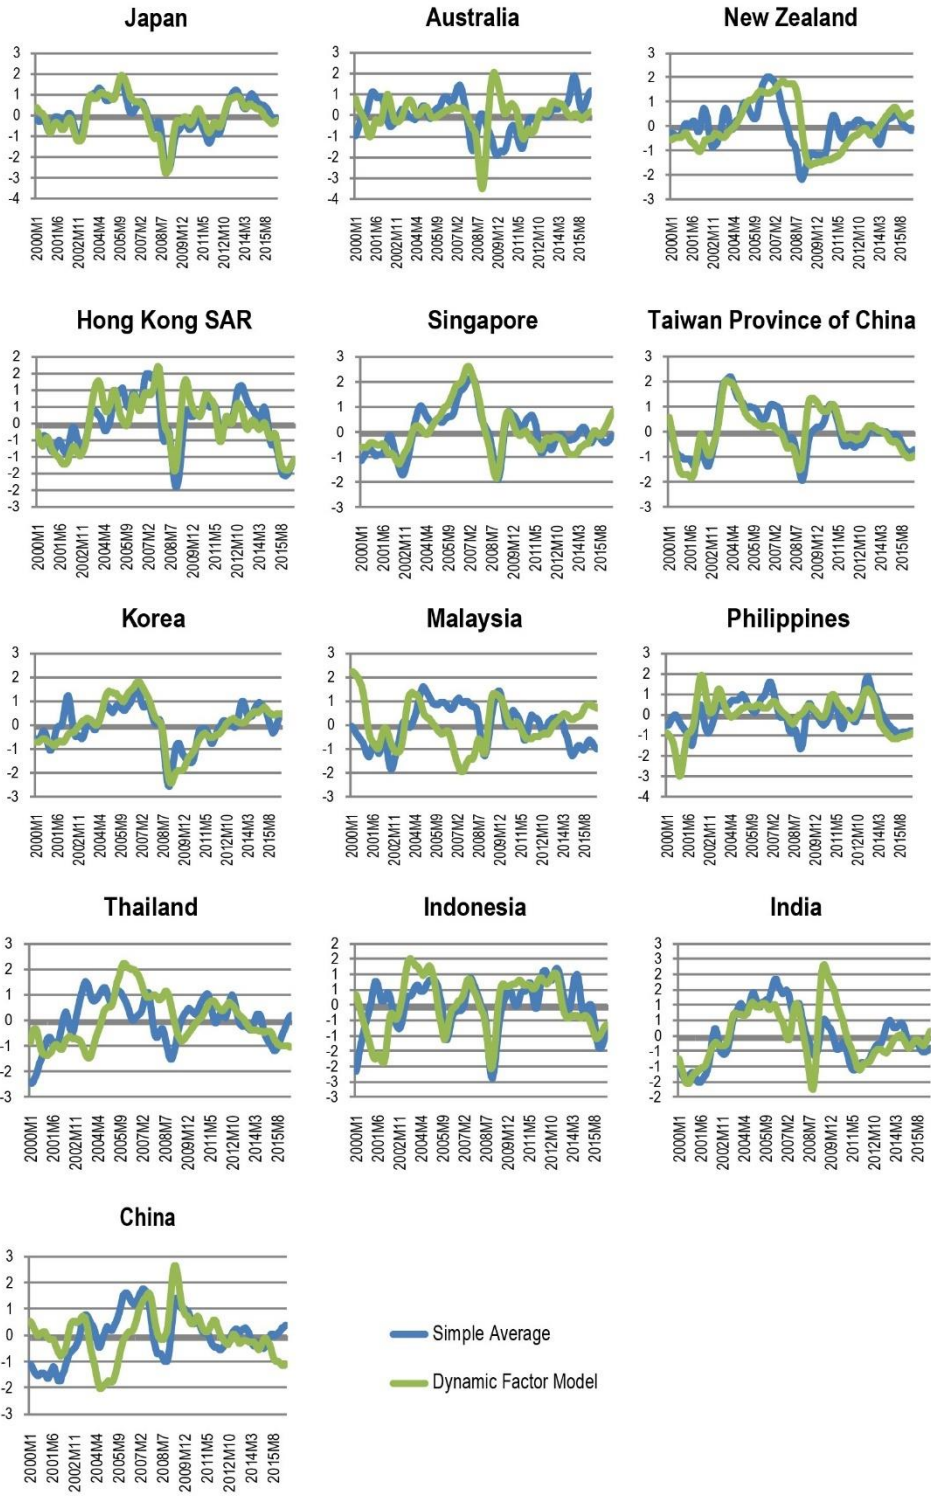 Japan
3
2
1
0
-1
-2
-3
-4
2000M1
2001M6
2002M11
2004M4
2005M9
2007M2
2008M7
2009M12
2011M5
2012M10
2014M3
2015M8
Australia
3
2
1
0
-1
-2
-3
-4
2000M1
2001M6
2002M11
2004M4
2005M9
2007M2
2008M7
2009M12
2011M5
2012M10
2014M3
2015M8
New Zealand
3
2
1
0
-1
-2
-3
2000M1
2001M6
2002M11
2004M4
2005M9
2007M2
2008M7
2009M12
2011M5
2012M10
2014M3
2015M8
Hong Kong SAR
2
2
1
1
0
-1
-1
-2
-2
-3
2000M1
2001M6
2002M11
2004M4
2005M9
2007M2
2008M7
2009M12
2011M5
2012M10
2014M3
2015M8
Singapore
3
2
1
0
-1
-2
-3
2000M1
2001M6
2002M11
2004M4
2005M9
2007M2
2008M7
2009M12
2011M5
2012M10
2014M3
2015M8
Taiwan Province of China
3
2
1
0
-1
-2
-3
2000M1
2001M6
2002M11
2004M4
2005M9
2007M2
2008M7
2009M12
2011M5
2012M10
2014M3
2015M8
Korea
3
2
1
0
-1
-2
-3
2000M1
2001M6
2002M11
2004M4
2005M9
2007M2
2008M7
2009M12
2011M5
2012M10
2014M3
2015M8
Malaysia
3
2
1
0
-1
-2
-3
2000M1
2001M6
2002M11
2004M4
2005M9
2007M2
2008M7
2009M12
2011M5
2012M10
2014M3
2015M8
Philippines
3
2
1
0
-1
-2
-3
-4
2000M1
2001M6
2002M11
2004M4
2005M9
2007M2
2008M7
2009M12
2011M5
2012M10
2014M3
2015M8
Thailand
3
2
1
0
-1
-2
-3
2000M1
2001M6
2002M11
2004M4
2005M9
2007M2
2008M7
2009M12
2011M5
2012M10
2014M3
2015M8
Indonesia
2
2
1
1
0
-1
-1
-2
-2
-3
-3
2000M1
2001M6
2002M11
2004M4
2005M9
2007M2
2008M7
2009M12
2011M5
2012M10
2014M3
2015M8
India
3
3
2
2
1
1
0
-1
-1
-2
-2
2000M1
2001M6
2002M11
2004M4
2005M9
2007M2
2008M7
2009M12
2011M5
2012M10
2014M3
2015M8
China
3
2
1
0
-1
-2
-3
2000M1
2001M6
2002M11
2004M4
2005M9
2007M2
2008M7
2009M12
2011M5
2012M10
2014M3
2015M8
Simple Average
Dynamic Factor Model